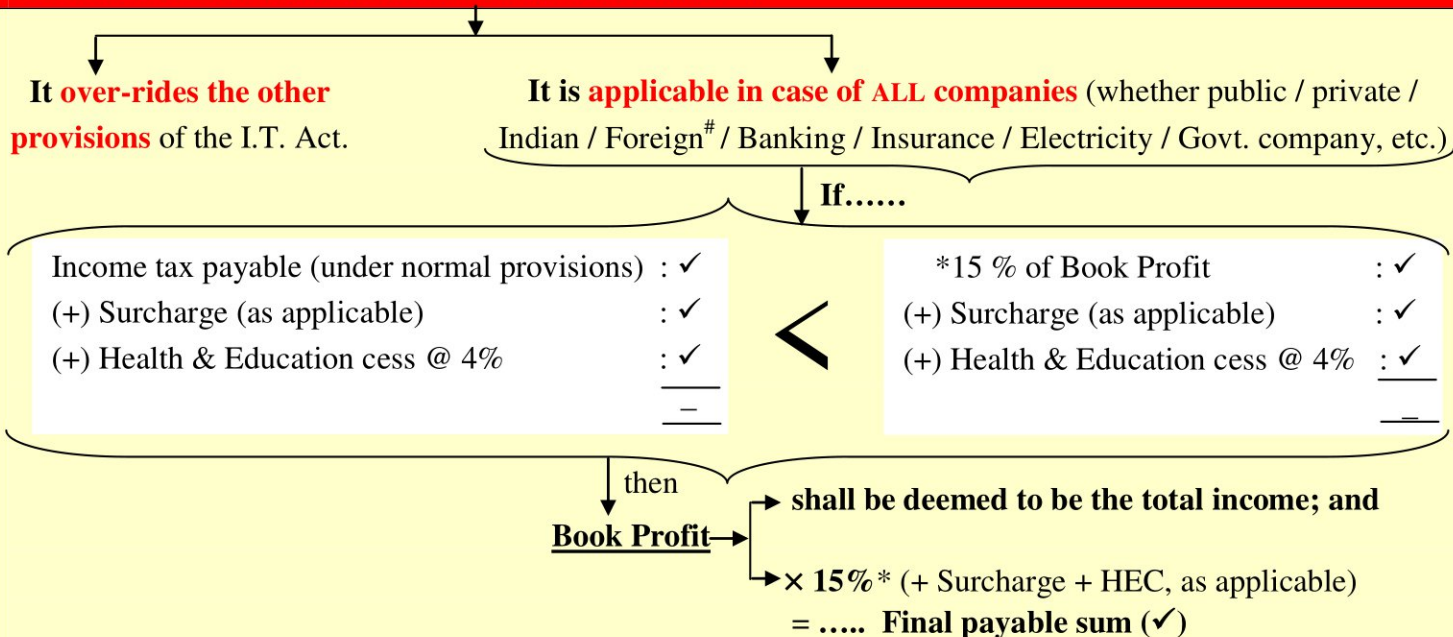 It over-rides the other
provisions of the I.T. Act.
It is applicable in case of ALL companies (whether public / private /
Indian / Foreign# / Banking / Insurance / Electricity / Govt. company, etc.)
If……
Income tax payable (under normal provisions) : ✓
(+) Surcharge (as applicable) : ✓
(+) Health & Education cess @ 4% : ✓
–
<
*15 % of Book Profit : ✓
(+) Surcharge (as applicable) : ✓
(+) Health & Education cess @ 4% : ✓
–
then
Book Profit
shall be deemed to be the total income; and
× 15%* (+ Surcharge + HEC, as applicable)
= ….. Final payable sum (✓)